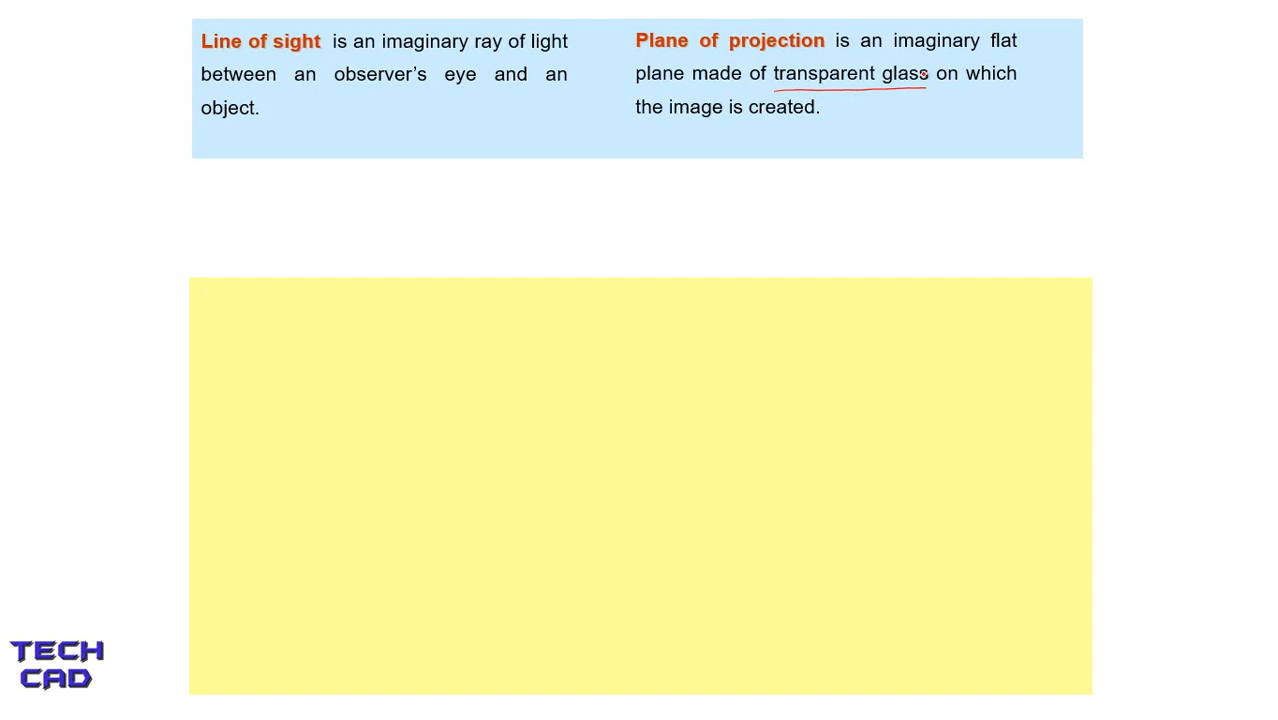 Line of sight is an imaginary ray of light
between an observer's eye and an
object.
Plane of projection is an imaginary flat
plane made of transparent glass on which
the image is created.
TECH
CAD